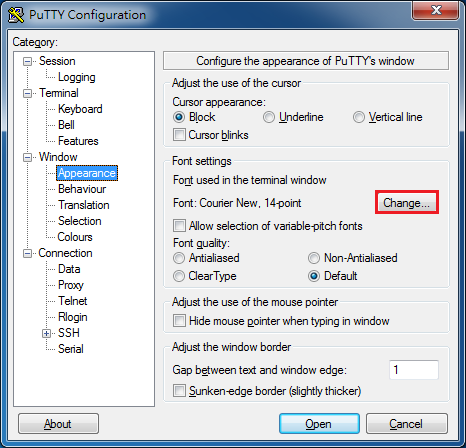 PuTTY Configuration
Category:
Session
Logging
Terminal
Keyboard
Bell
Features
Window
Appearance
Behaviour
Translation
Selection
Colours
Connection
Data
Proxy
Telnet
Rlogin
SSH
Serial
Configure the appearance of PuTTY's window
Adjust the use of the cursor
Cursor appearance:
Block Underline Vertical line
Cursor blinks
Font settings
Font used in the terminal window
Font: Courier New, 14-point Change...
Allow selection of variable-pitch fonts
Font quality:
Antialiased Non-Antialiased
ClearType Default
Adjust the use of the mouse pointer
Hide mouse pointer when typing in window
Adjust the window border
Gap between text and window edge: 1
Sunken-edge border (slightly thicker)
About Open Cancel